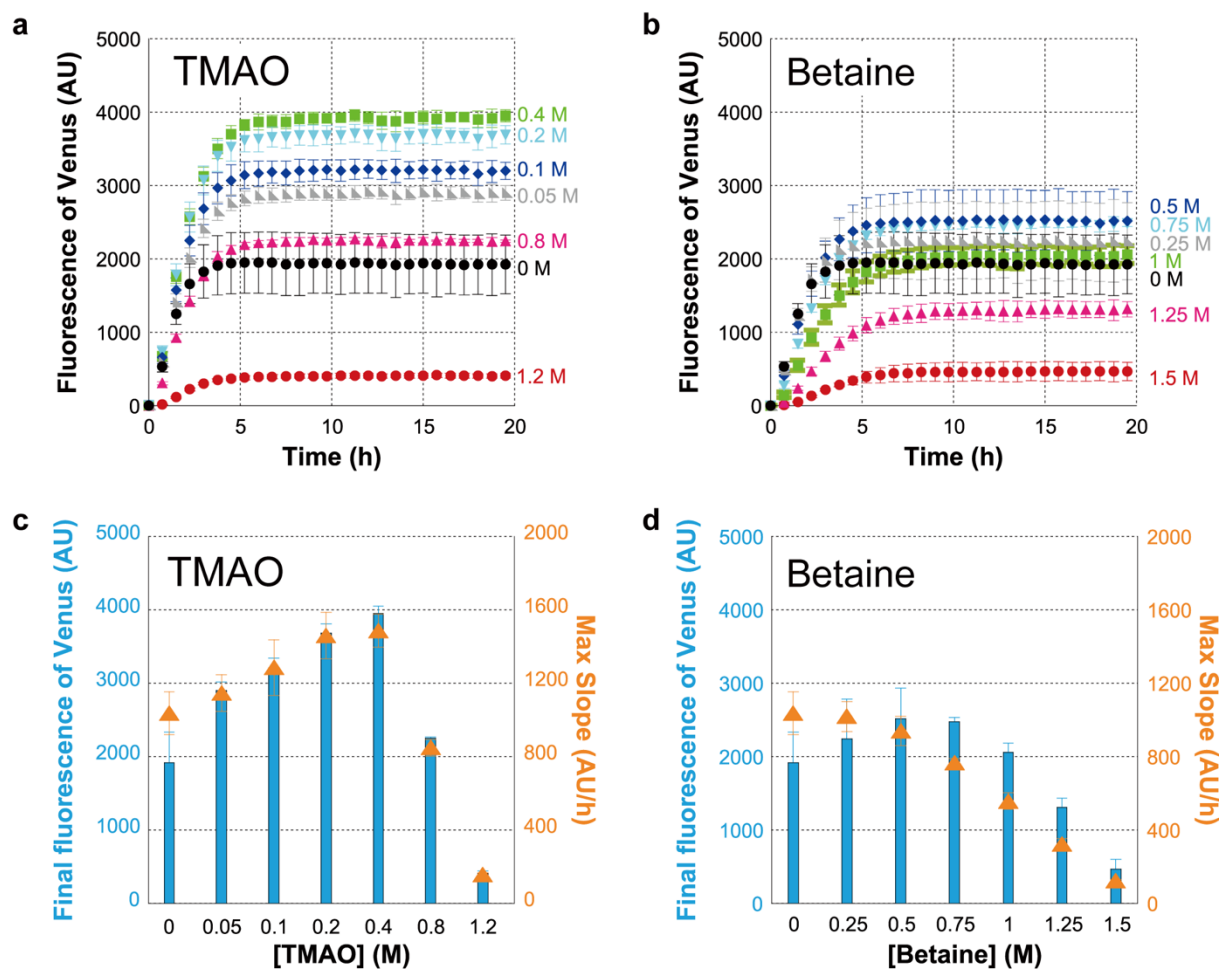 a
TMAO
Fluorescence of Venus (AU)
5000
4000
3000
2000
1000
0
0.4 M
0.2 M
0.1 M
0.05 M
0.8 M
0 M
1.2 M
0 5 10 15 20
Time (h)
b
Betaine
Fluorescence of Venus (AU)
5000
4000
3000
2000
1000
0
0.5 M
0.75 M
0.25 M
1 M
0 M
1.25 M
1.5 M
0 5 10 15 20
Time (h)
c
TMAO
Final fluorescence of Venus (AU)
5000
4000
3000
2000
1000
0
2000
1600
1200
800
400
0
Max Slope (AU/h)
0 0.05 0.1 0.2 0.4 0.8 1.2
[TMAO] (M)
d
Betaine
Final fluorescence of Venus (AU)
5000
4000
3000
2000
1000
0
2000
1600
1200
800
400
0
Max Slope (AU/h)
0 0.25 0.5 0.75 1 1.25 1.5
[Betaine] (M)